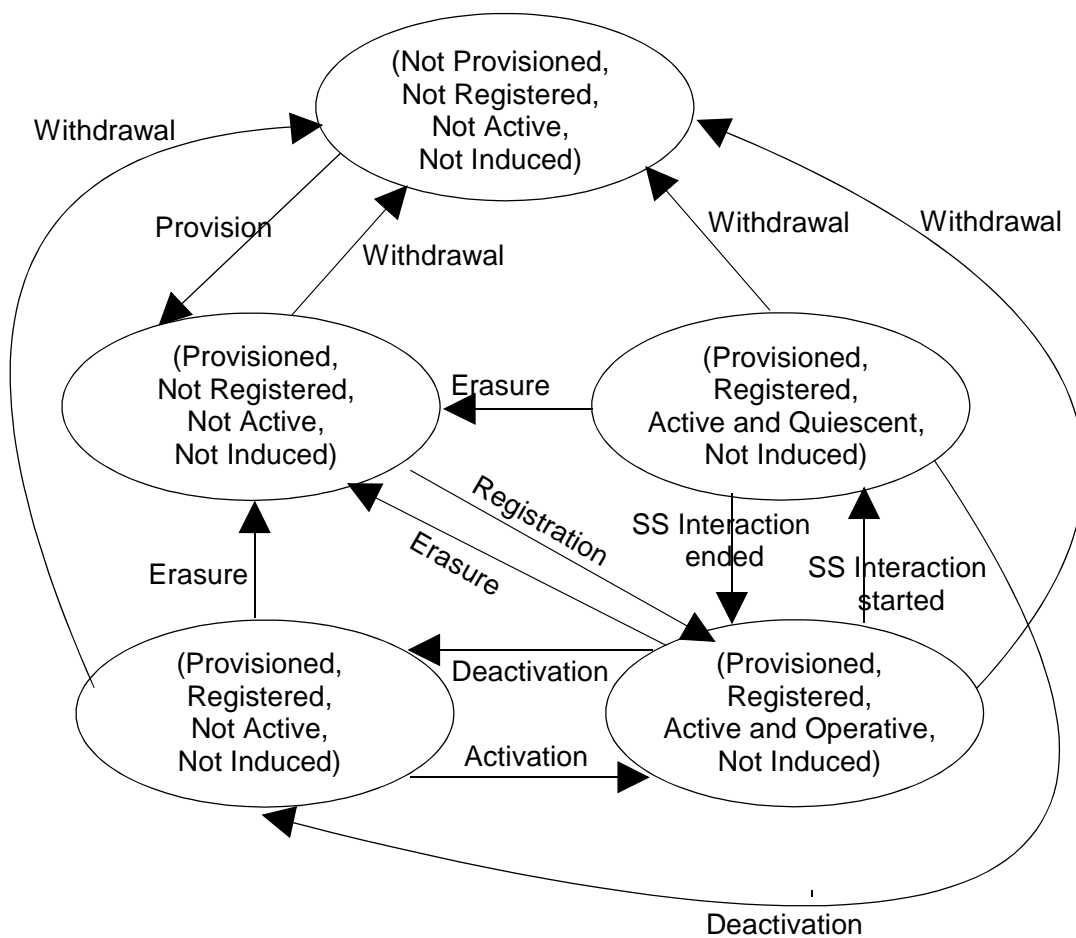 (Not Provisioned,
Not Registered,
Not Active,
Not Induced)
Withdrawal
Provision
Withdrawal
Withdrawal
Withdrawal
(Provisioned,
Not Registered,
Not Active,
Not Induced)
Erasure
(Provisioned,
Registered,
Active and Quiescent,
Not Induced)
Registration
Erasure
SS Interaction
ended
SS Interaction
started
Erasure
(Provisioned,
Registered,
Not Active,
Not Induced)
Deactivation
Activation
(Provisioned,
Registered,
Active and Operative,
Not Induced)
Deactivation